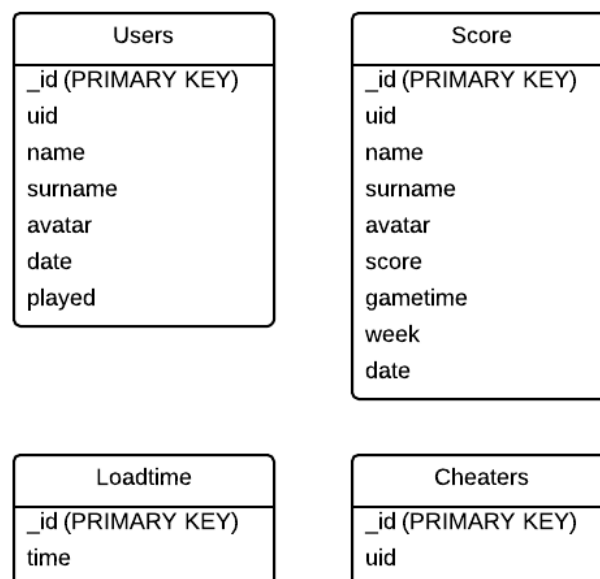 Users
_id (PRIMARY KEY)
uid
name
surname
avatar
date
played
Score
_id (PRIMARY KEY)
uid
name
surname
avatar
score
gametime
week
date
Loadtime
_id (PRIMARY KEY)
time
Cheaters
_id (PRIMARY KEY)
uid